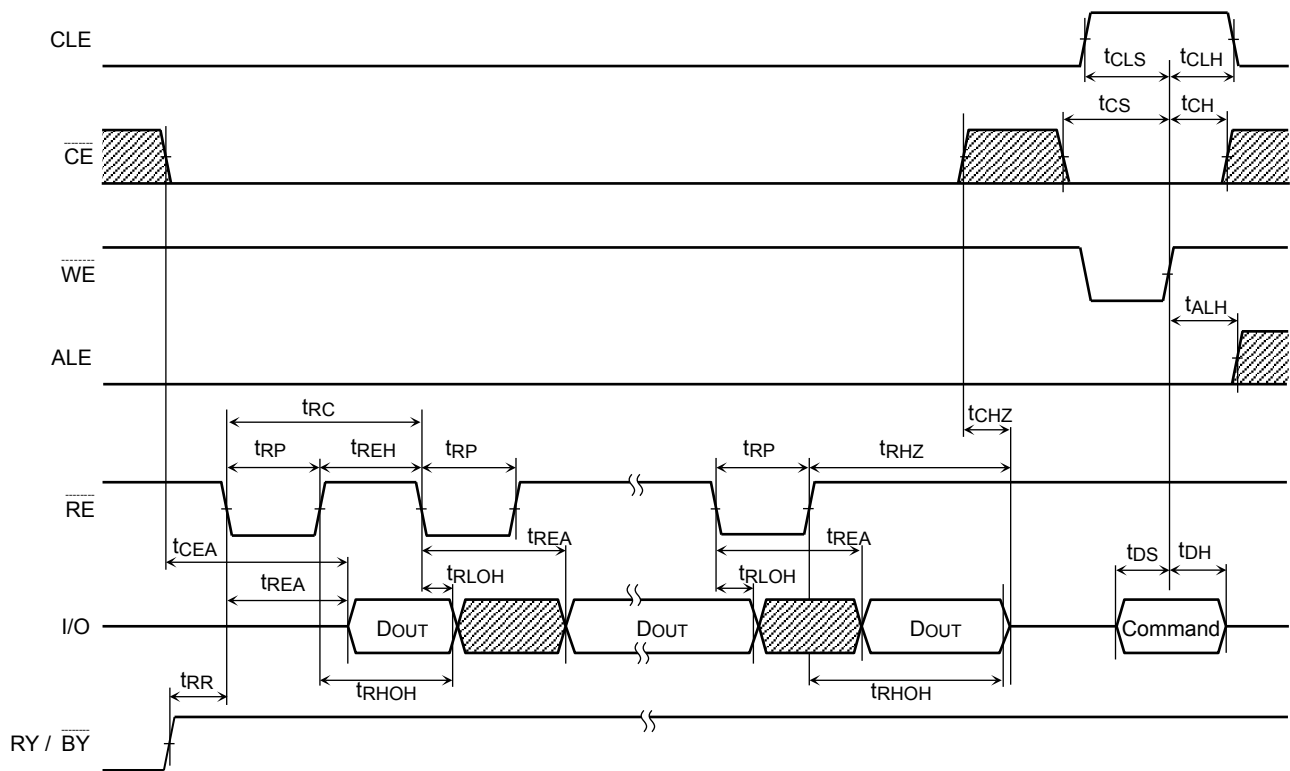 CLE
tCLS tCLH
tCS tCH
CE
WE
tALH
ALE
tRC
tCHZ
tRP tREH tRP tRP tRHZ
RE
tCEA tREA tREA
tREA tRLOH tRLOH tDS tDH
I/O DOUT DOUT DOUT Command
tRR tRHOH tRHOH
RY / BY